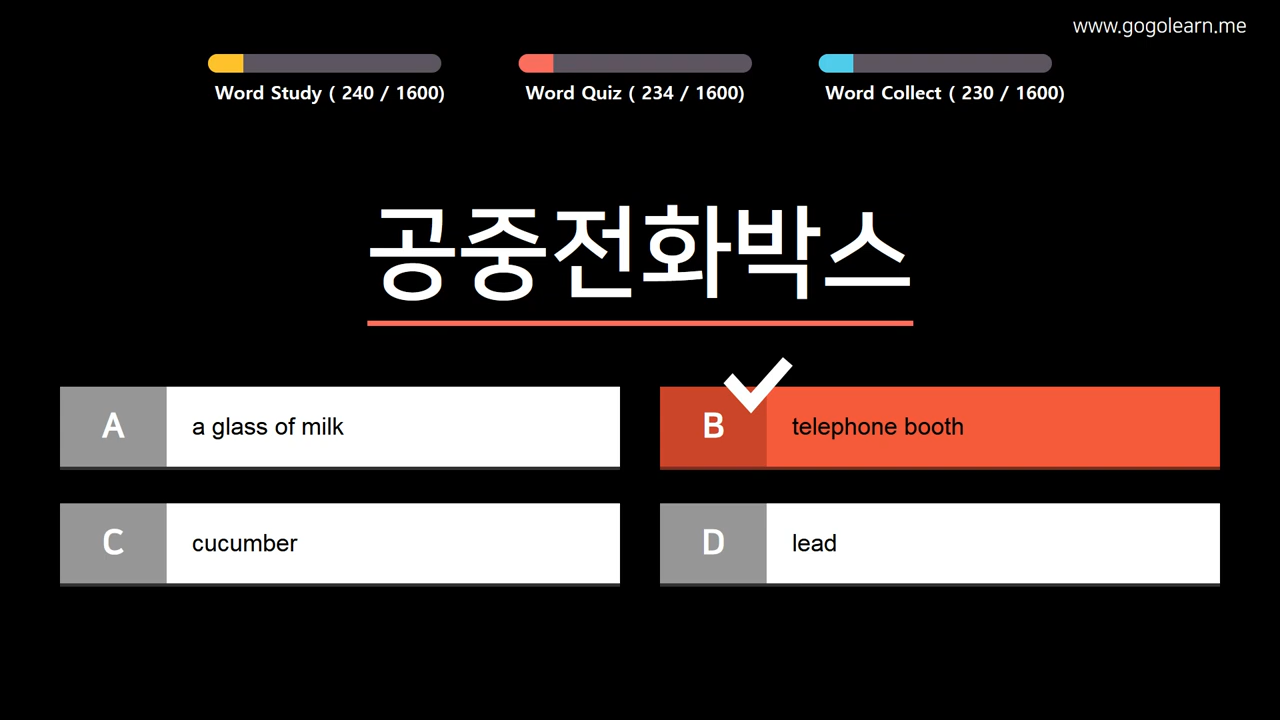 www.gogolearn.me
Word Study ( 240 / 1600)
Word Quiz ( 234 / 1600)
Word Collect ( 230 / 1600)
공중전화박스
A a glass of milk
B telephone booth
C cucumber
D lead